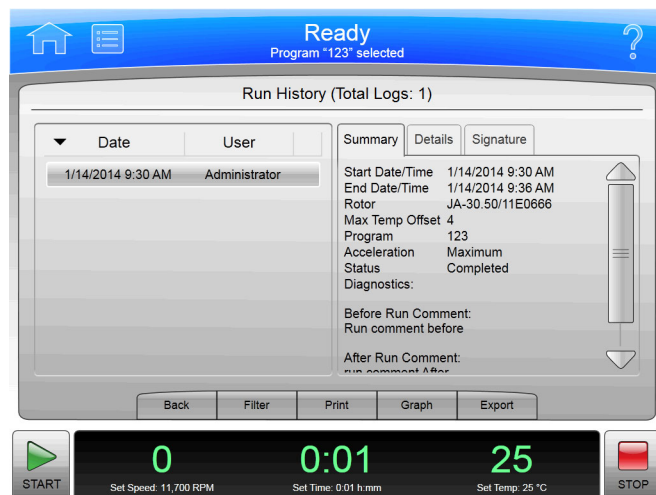 Ready
Program “123” selected
?
Run History (Total Logs: 1)
Date User
1/14/2014 9:30 AM Administrator
Summary Details Signature
Start Date/Time 1/14/2014 9:30 AM
End Date/Time 1/14/2014 9:36 AM
Rotor JA-30.50/11E0666
Max Temp Offset 4
Program 123
Acceleration Maximum
Status Completed
Diagnostics:
Before Run Comment:
Run comment before
After Run Comment:
run comment After
Back Filter Print Graph Export
START
0
Set Speed: 11,700 RPM
0:01
Set Time: 0:01 h:mm
25
Set Temp: 25 °C
STOP